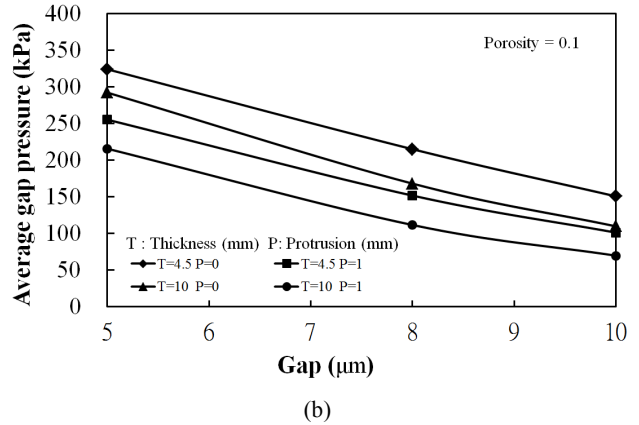 400
350
300
250
200
150
100
50
0
Average gap pressure (kPa)
Porosity = 0.1
T : Thickness (mm) P: Protrusion (mm)
T=4.5 P=0 T=4.5 P=1
T=10 P=0 T=10 P=1
5 6 7 8 9 10
Gap (μm)
(b)